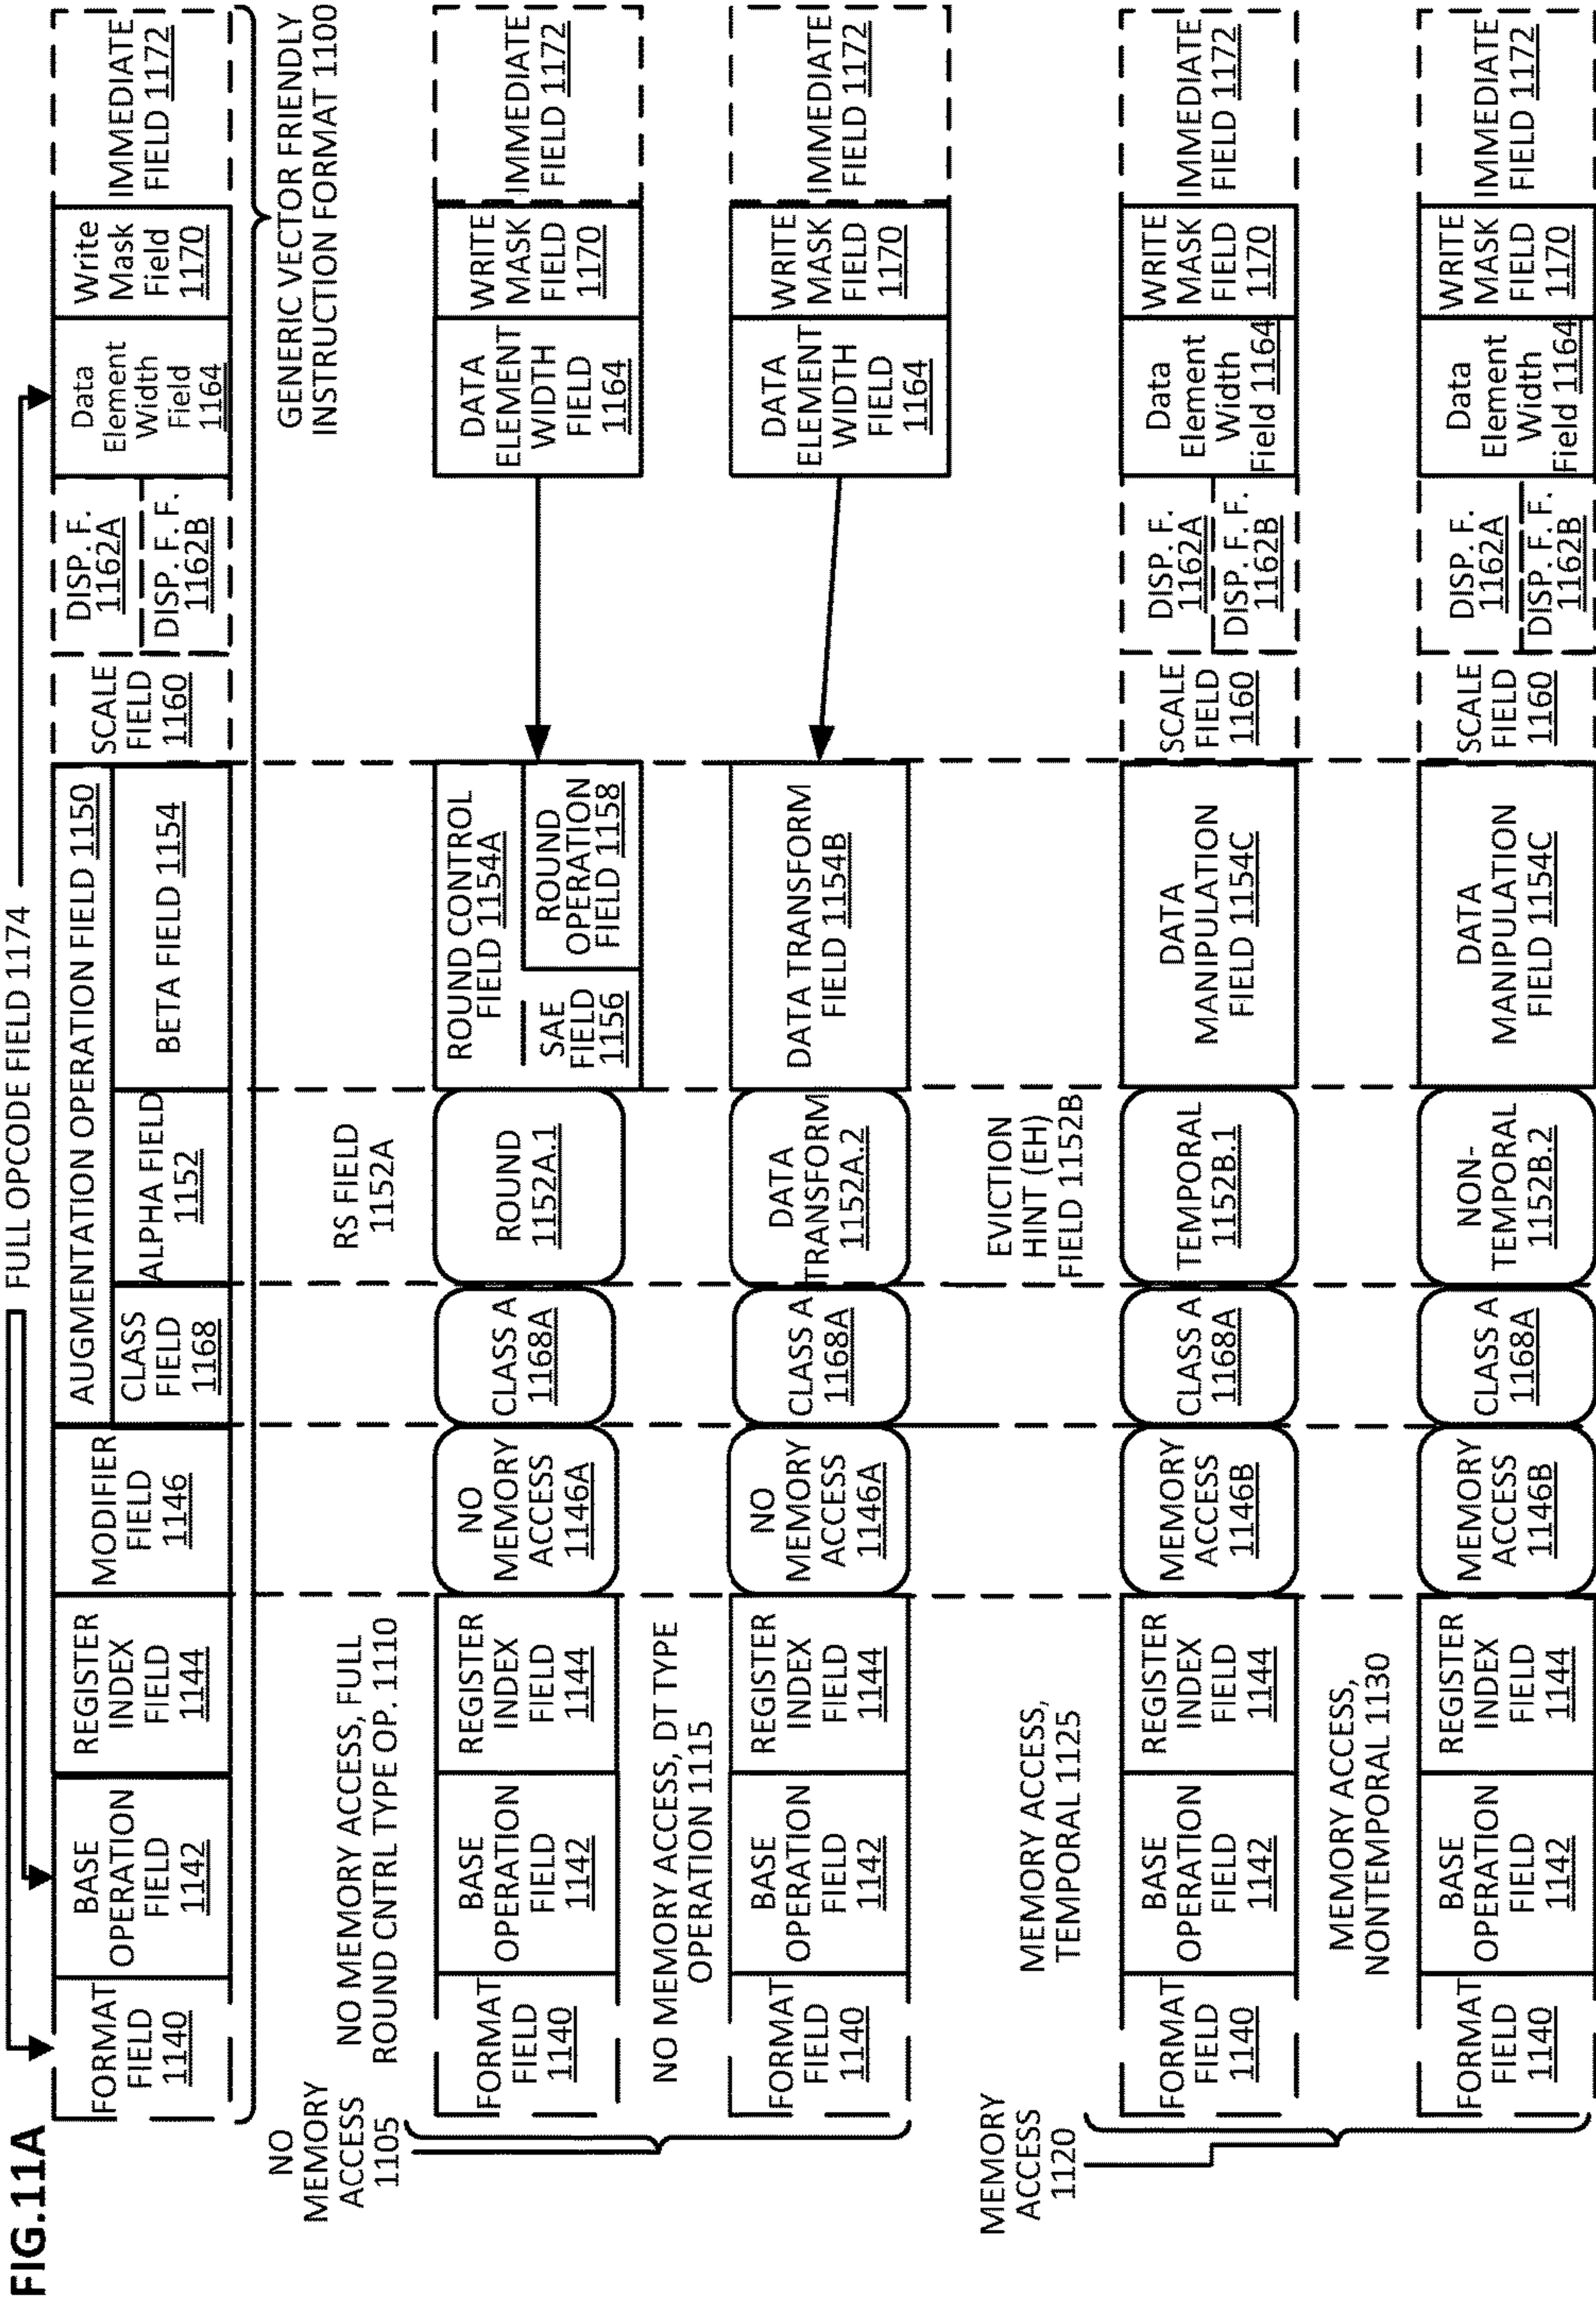 FIG.11A
FULL OPCODE FIELD 1174
FORMAT
FIELD
1140
BASE
OPERATION
FIELD
1142
REGISTER
INDEX
FIELD
1144
MODIFIER
FIELD
1146
AUGMENTATION OPERATION FIELD 1150
CLASS
FIELD
1168
ALPHA FIELD
1152
BETA FIELD 1154
SCALE
FIELD
1160
DISP. F.
1162A
DISP. F. F.
1162B
Data
Element
Width
Field
1164
Write
Mask
Field
1170
IMMEDIATE
FIELD 1172
GENERIC VECTOR FRIENDLY
INSTRUCTION FORMAT 1100
NO
MEMORY
ACCESS
1105
NO MEMORY ACCESS, FULL
ROUND CNTRL TYPE OP. 1110
RS FIELD
1152A
FORMAT
FIELD
1140
BASE
OPERATION
FIELD
1142
REGISTER
INDEX
FIELD
1144
NO
MEMORY
ACCESS
1146A
CLASS A
1168A
ROUND
1152A.1
ROUND CONTROL
FIELD 1154A
SAE
FIELD
1156
ROUND
OPERATION
FIELD 1158
DATA
ELEMENT
WIDTH
FIELD
1164
WRITE
MASK
FIELD
1170
IMMEDIATE
FIELD 1172
NO MEMORY ACCESS, DT TYPE
OPERATION 1115
FORMAT
FIELD
1140
BASE
OPERATION
FIELD
1142
REGISTER
INDEX
FIELD
1144
NO
MEMORY
ACCESS
1146A
CLASS A
1168A
DATA
TRANSFORM
1152A.2
DATA TRANSFORM
FIELD 1154B
DATA
ELEMENT
WIDTH
FIELD
1164
WRITE
MASK
FIELD
1170
IMMEDIATE
FIELD 1172
MEMORY
ACCESS
1120
MEMORY ACCESS,
TEMPORAL 1125
EVICTION
HINT (EH)
FIELD 1152B
FORMAT
FIELD
1140
BASE
OPERATION
FIELD
1142
REGISTER
INDEX
FIELD
1144
MEMORY
ACCESS
1146B
CLASS A
1168A
TEMPORAL
1152B.1
DATA
MANIPULATION
FIELD 1154C
SCALE
FIELD
1160
DISP. F.
1162A
DISP. F. F.
1162B
Data
Element
Width
Field 1164
WRITE
MASK
FIELD
1170
IMMEDIATE
FIELD 1172
MEMORY ACCESS,
NONTEMPORAL 1130
FORMAT
FIELD
1140
BASE
OPERATION
FIELD
1142
REGISTER
INDEX
FIELD
1144
MEMORY
ACCESS
1146B
CLASS A
1168A
NON-
TEMPORAL
1152B.2
DATA
MANIPULATION
FIELD 1154C
SCALE
FIELD
1160
DISP. F.
1162A
DISP. F. F.
1162B
Data
Element
Width
Field 1164
WRITE
MASK
FIELD
1170
IMMEDIATE
FIELD 1172